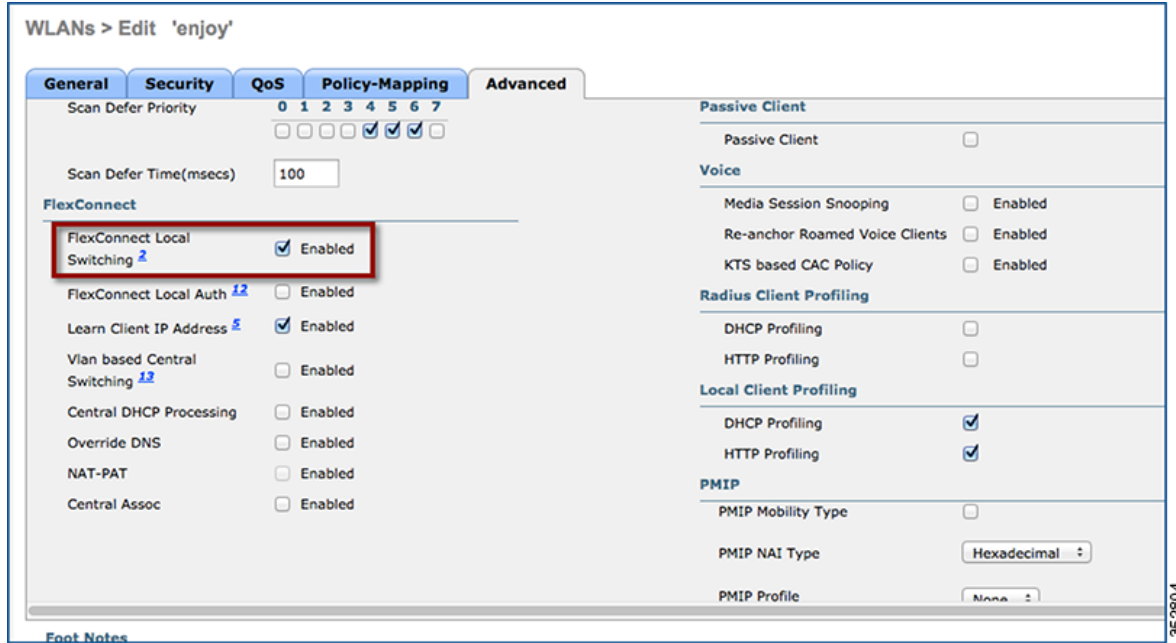 WLANs > Edit 'enjoy'
General Security QoS Policy-Mapping Advanced
Scan Defer Priority 0 1 2 3 4 5 6 7
Scan Defer Time(msecs) 100
FlexConnect
FlexConnect Local
Switching 2 Enabled
FlexConnect Local Auth 12 Enabled
Learn Client IP Address 5 Enabled
Vlan based Central
Switching 13 Enabled
Central DHCP Processing Enabled
Override DNS Enabled
NAT-PAT Enabled
Central Assoc Enabled
Passive Client
Passive Client
Voice
Media Session Snooping Enabled
Re-anchor Roamed Voice Clients Enabled
KTS based CAC Policy Enabled
Radius Client Profiling
DHCP Profiling
HTTP Profiling
Local Client Profiling
DHCP Profiling
HTTP Profiling
PMIP
PMIP Mobility Type
PMIP NAI Type Hexadecimal
PMIP Profile None
Foot Notes